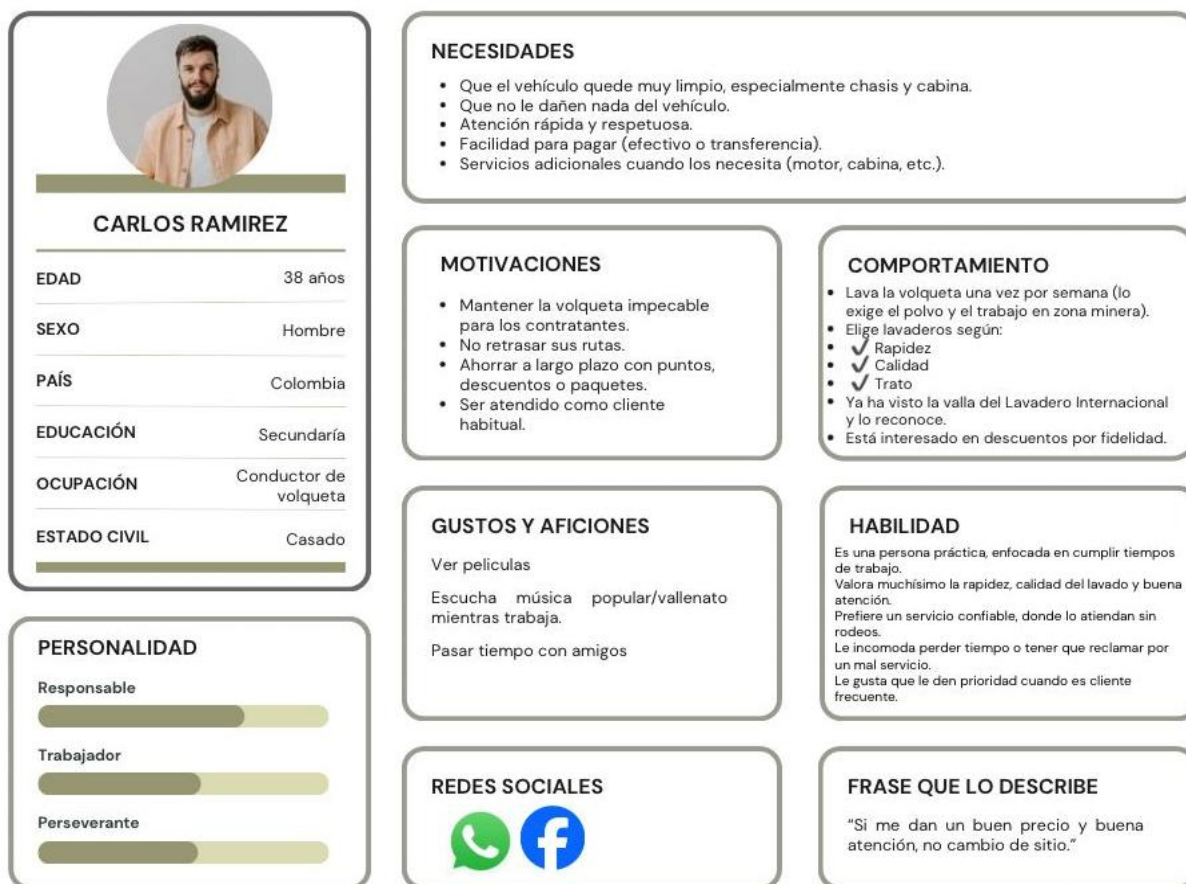 CARLOS RAMIREZ
EDAD 38 años
SEXO Hombre
PAÍS Colombia
EDUCACIÓN Secundaría
OCUPACIÓN Conductor de
volqueta
ESTADO CIVIL Casado
PERSONALIDAD
Responsable
Trabajador
Perseverante
NECESIDADES
• Que el vehículo quede muy limpio, especialmente chasis y cabina.
• Que no le dañen nada del vehículo.
• Atención rápida y respetuosa.
• Facilidad para pagar (efectivo o transferencia).
• Servicios adicionales cuando los necesita (motor, cabina, etc.).
MOTIVACIONES
• Mantener la volqueta impecable
para los contratantes.
• No retrasar sus rutas.
• Ahorrar a largo plazo con puntos,
descuentos o paquetes.
• Ser atendido como cliente
habitual.
COMPORTAMIENTO
• Lava la volqueta una vez por semana (lo
exige el polvo y el trabajo en zona minera).
• Elige lavaderos según:
• ✔ Rapidez
• ✔ Calidad
• ✔ Trato
• Ya ha visto la valla del Lavadero Internacional
y lo reconoce.
• Está interesado en descuentos por fidelidad.
GUSTOS Y AFICIONES
Ver peliculas
Escucha música popular/vallenato
mientras trabaja.
Pasar tiempo con amigos
HABILIDAD
Es una persona práctica, enfocada en cumplir tiempos
de trabajo.
Valora muchísimo la rapidez, calidad del lavado y buena
atención.
Prefiere un servicio confiable, donde lo atiendan sin
rodeos.
Le incomoda perder tiempo o tener que reclamar por
un mal servicio.
Le gusta que le den prioridad cuando es cliente
frecuente.
REDES SOCIALES
FRASE QUE LO DESCRIBE
“Si me dan un buen precio y buena
atención, no cambio de sitio.”